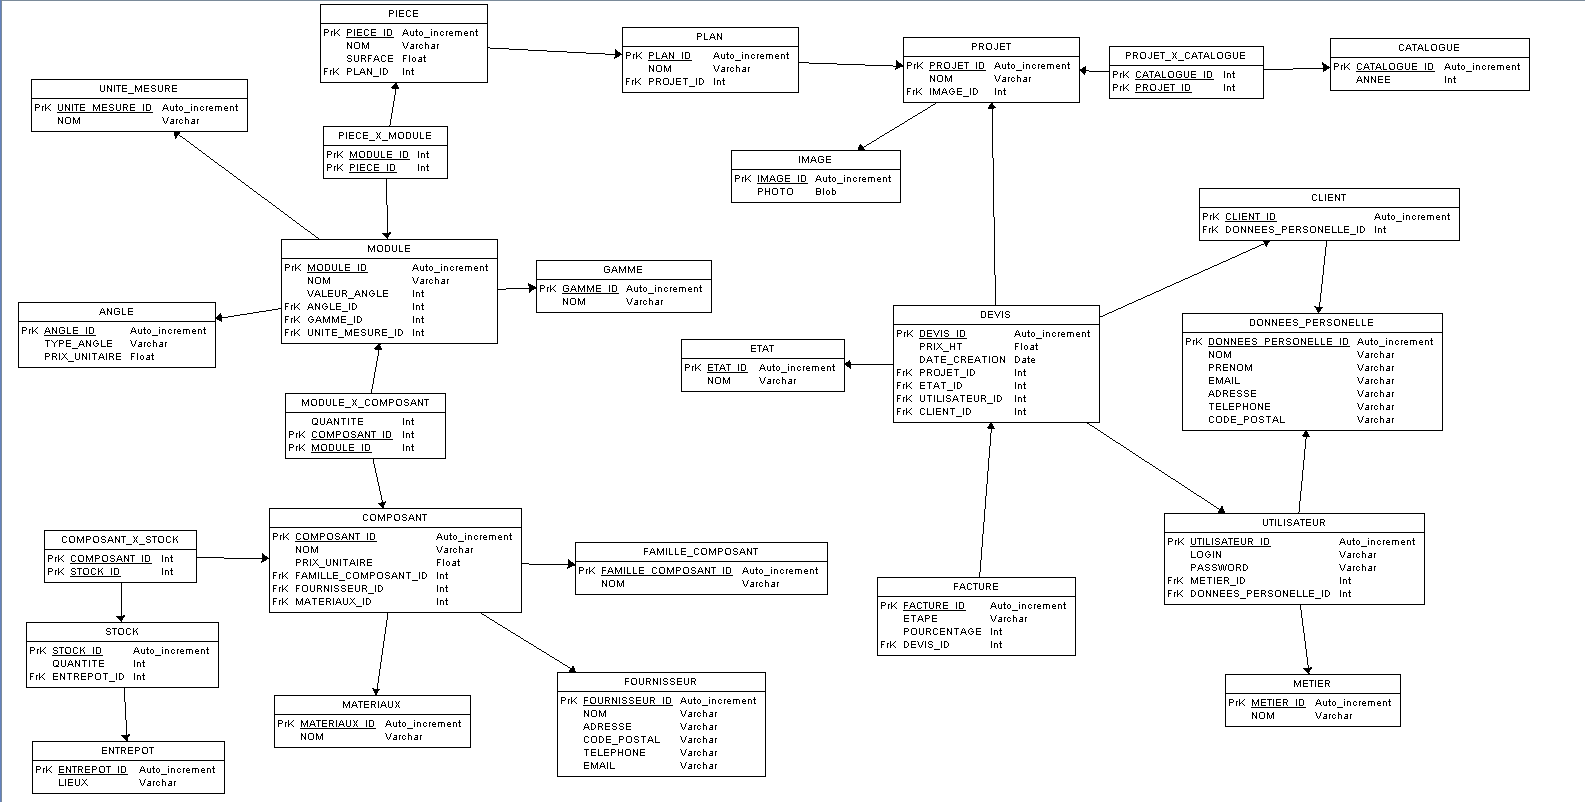 PIECE
PrK PIECE_ID Auto_increment
NOM Varchar
SURFACE Float
FrK PLAN_ID Int
PLAN
PrK PLAN_ID Auto_increment
NOM Varchar
FrK PROJET_ID Int
PROJET
PrK PROJET_ID Auto_increment
NOM Varchar
FrK IMAGE_ID Int
PROJET_X_CATALOGUE
PrK CATALOGUE_ID Int
PrK PROJET_ID Int
CATALOGUE
PrK CATALOGUE_ID Auto_increment
ANNEE Int
UNITE_MESURE
PrK UNITE_MESURE_ID Auto_increment
NOM Varchar
PIECE_X_MODULE
PrK MODULE_ID Int
PrK PIECE_ID Int
IMAGE
PrK IMAGE_ID Auto_increment
PHOTO Blob
CLIENT
PrK CLIENT_ID Auto_increment
FrK DONNEES_PERSONELLE_ID Int
MODULE
PrK MODULE_ID Auto_increment
NOM Varchar
VALEUR_ANGLE Int
FrK ANGLE_ID Int
FrK GAMME_ID Int
FrK UNITE_MESURE_ID Int
GAMME
PrK GAMME_ID Auto_increment
NOM Varchar
ANGLE
PrK ANGLE_ID Auto_increment
TYPE_ANGLE Varchar
PRIX_UNITAIRE Float
DEVIS
PrK DEVIS_ID Auto_increment
PRIX_HT Float
DATE_CREATION Date
FrK PROJET_ID Int
FrK ETAT_ID Int
FrK UTILISATEUR_ID Int
FrK CLIENT_ID Int
DONNEES_PERSONELLE
PrK DONNEES_PERSONELLE_ID Auto_increment
NOM Varchar
PRENOM Varchar
EMAIL Varchar
ADRESSE Varchar
TELEPHONE Varchar
CODE_POSTAL Varchar
ETAT
PrK ETAT_ID Auto_increment
NOM Varchar
MODULE_X_COMPOSANT
QUANTITE Int
PrK COMPOSANT_ID Int
PrK MODULE_ID Int
COMPOSANT
PrK COMPOSANT_ID Auto_increment
NOM Varchar
PRIX_UNITAIRE Float
FrK FAMILLE_COMPOSANT_ID Int
FrK FOURNISSEUR_ID Int
FrK MATERIAUX_ID Int
COMPOSANT_X_STOCK
PrK COMPOSANT_ID Int
PrK STOCK_ID Int
FAMILLE_COMPOSANT
PrK FAMILLE_COMPOSANT_ID Auto_increment
NOM Varchar
UTILISATEUR
PrK UTILISATEUR_ID Auto_increment
LOGIN Varchar
PASSWORD Varchar
FrK METIER_ID Int
FrK DONNEES_PERSONELLE_ID Int
FACTURE
PrK FACTURE_ID Auto_increment
ETAPE Varchar
POURCENTAGE Int
FrK DEVIS_ID Int
STOCK
PrK STOCK_ID Auto_increment
QUANTITE Int
FrK ENTREPOT_ID Int
MATERIAUX
PrK MATERIAUX_ID Auto_increment
NOM Varchar
FOURNISSEUR
PrK FOURNISSEUR_ID Auto_increment
NOM Varchar
ADRESSE Varchar
CODE_POSTAL Varchar
TELEPHONE Varchar
EMAIL Varchar
METIER
PrK METIER_ID Auto_increment
NOM Varchar
ENTREPOT
PrK ENTREPOT_ID Auto_increment
LIEUX Varchar